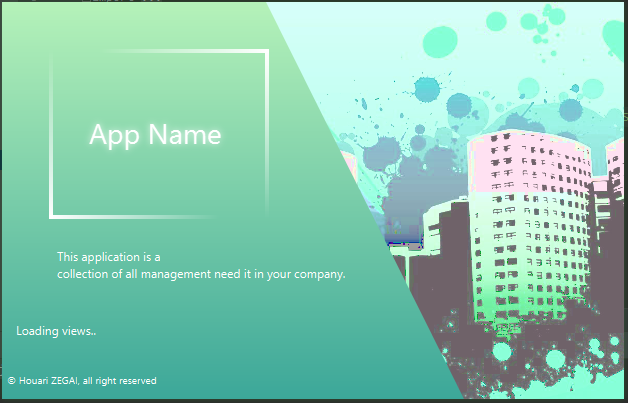 App Name
This application is a
collection of all management need it in your company.
Loading views..
© Houari ZEGAI, all right reserved